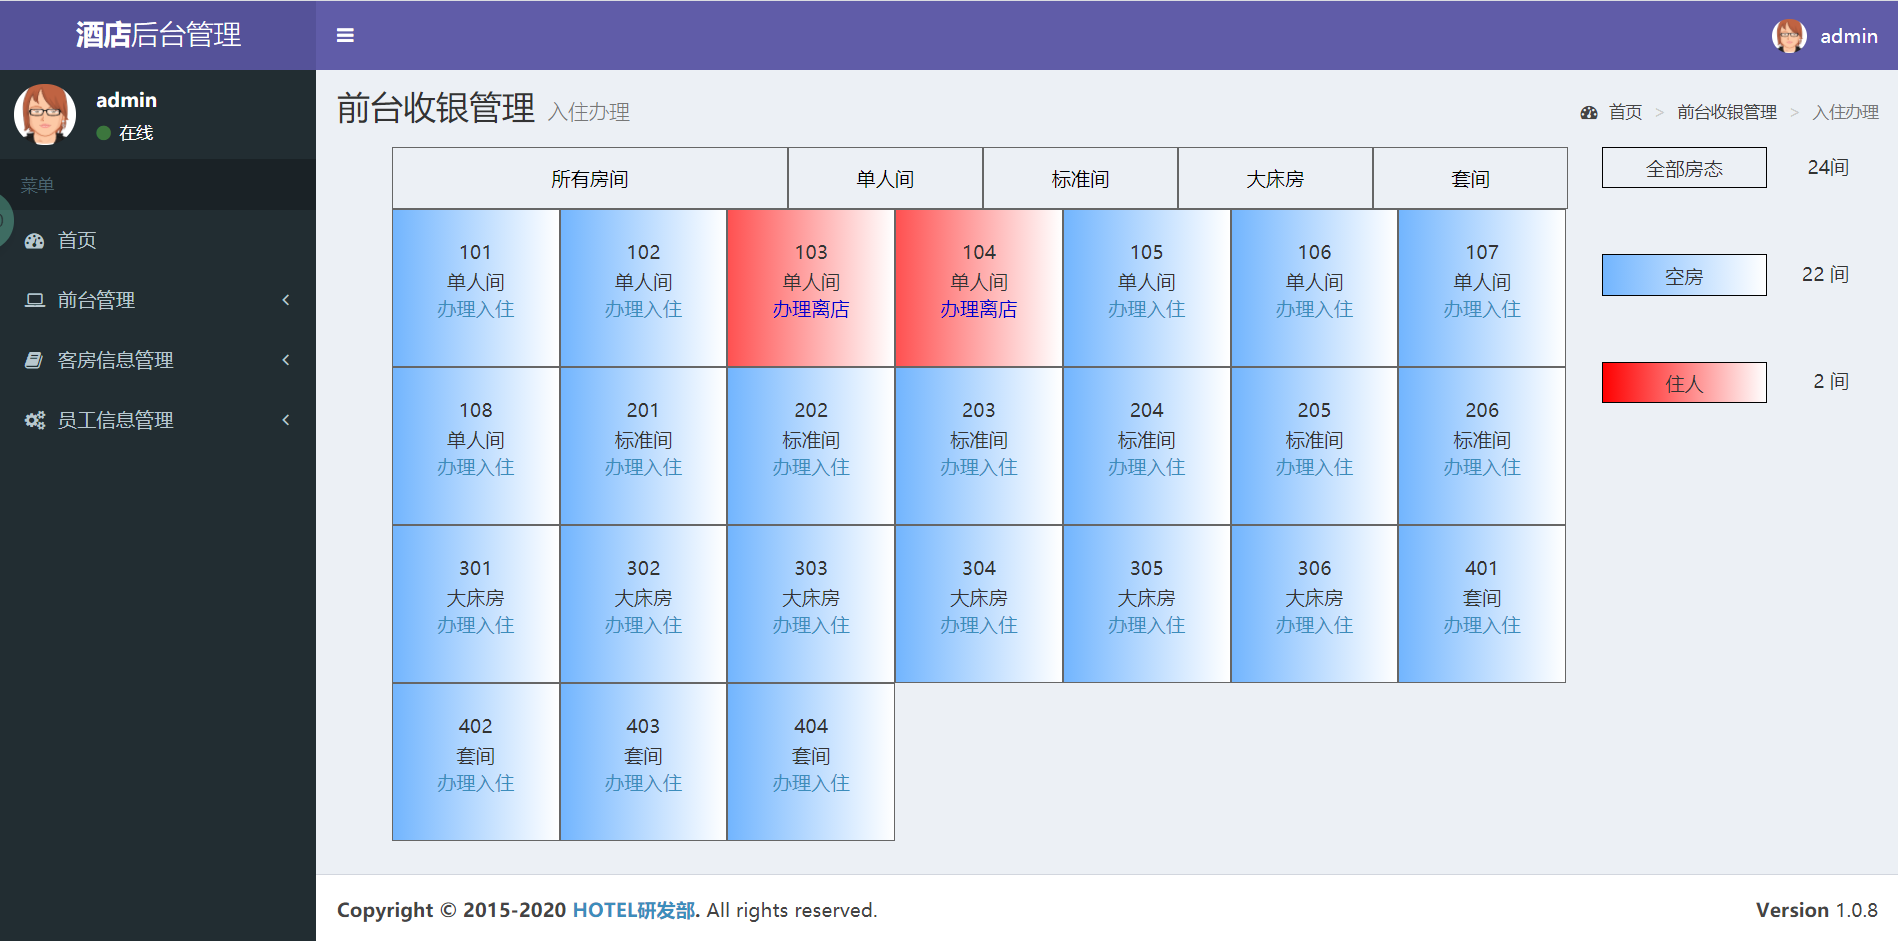 酒店后台管理
admin
admin
在线
菜单
首页
前台管理
客房信息管理
员工信息管理
前台收银管理 入住办理
首页 > 前台收银管理 > 入住办理
所有房间 单人间 标准间 大床房 套间
101 102 103 104 105 106 107
单人间 单人间 单人间 单人间 单人间 单人间 单人间
办理入住 办理入住 办理离店 办理离店 办理入住 办理入住 办理入住
108 201 202 203 204 205 206
单人间 标准间 标准间 标准间 标准间 标准间 标准间
办理入住 办理入住 办理入住 办理入住 办理入住 办理入住 办理入住
301 302 303 304 305 306 401
大床房 大床房 大床房 大床房 大床房 大床房 套间
办理入住 办理入住 办理入住 办理入住 办理入住 办理入住 办理入住
402 403 404
套间 套间 套间
办理入住 办理入住 办理入住
全部房态 24间
空房 22 间
住人 2 间
Copyright © 2015-2020 HOTEL研发部. All rights reserved.
Version 1.0.8